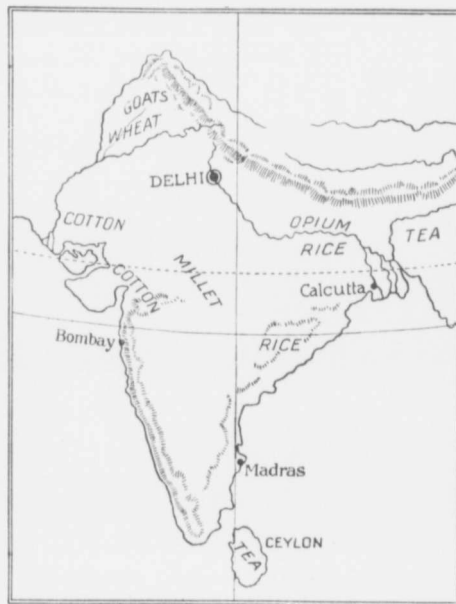 GOATS
WHEAT
DELHI
OPIUM
COTTON
RICE
TEA
MILLET
COTTON
Calcutta
Bombay
RICE
Madras
CEYLON
TEA